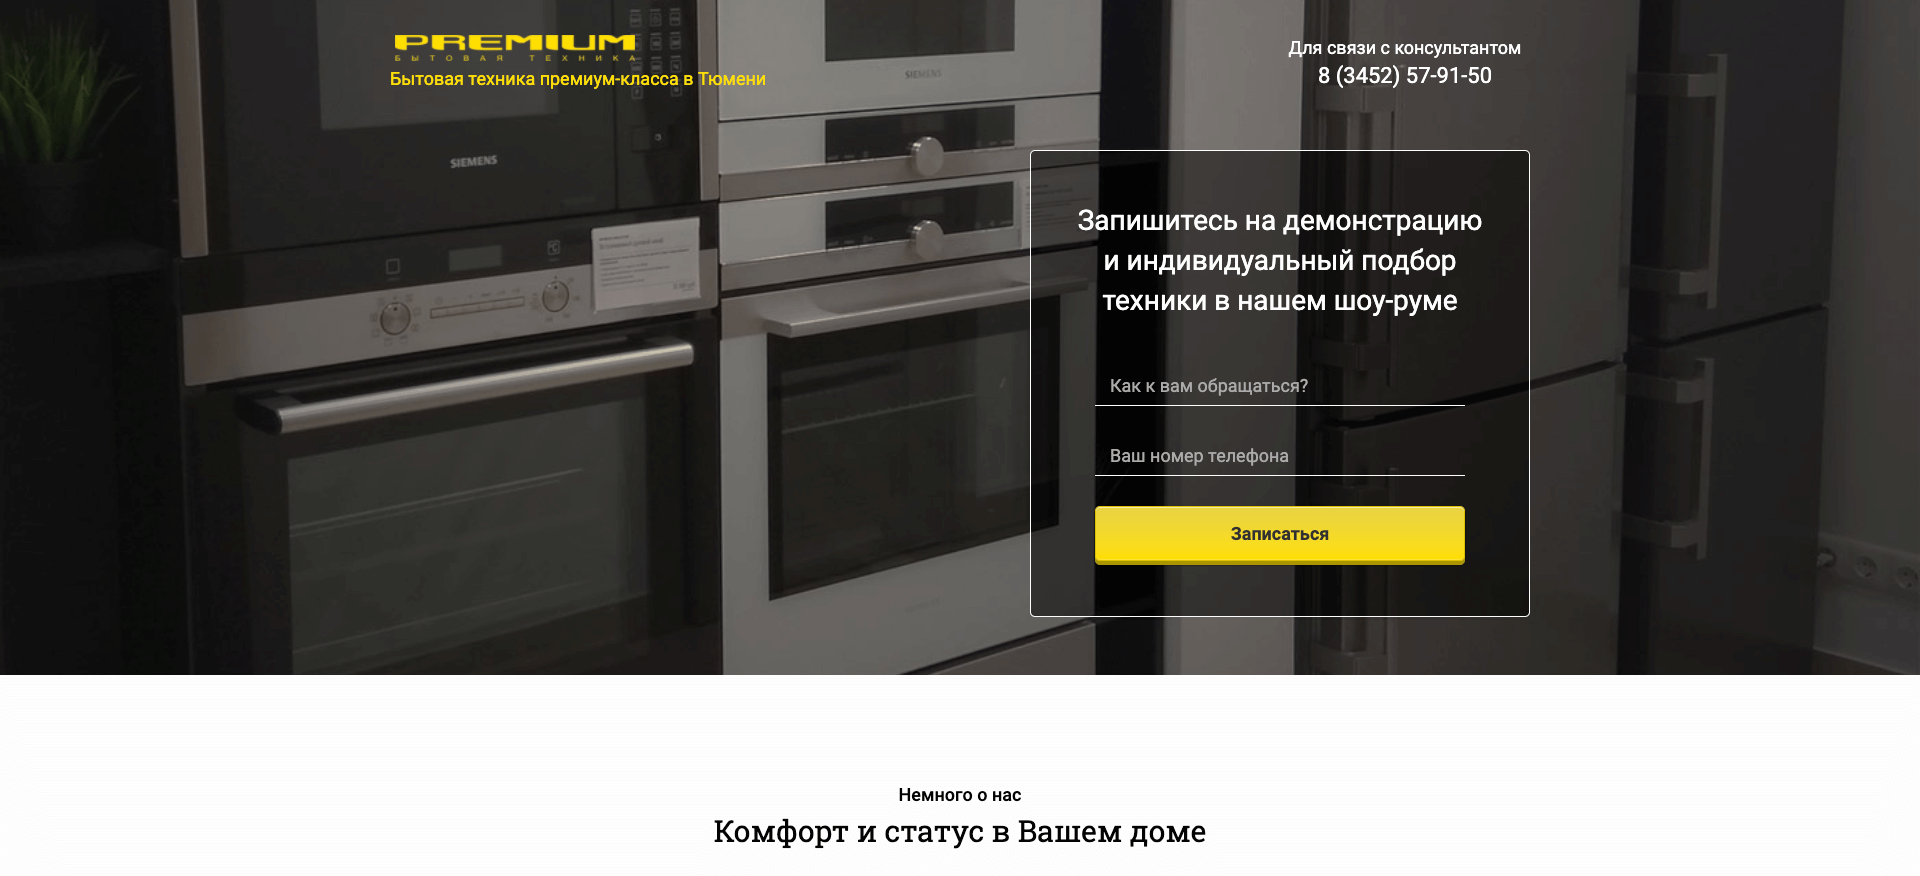 PREMIUM
БЫТОВАЯ ТЕХНИКА
Бытовая техника премиум-класса в Тюмени
Для связи с консультантом
8 (3452) 57-91-50
SIEMENS
SIEMENS
Запишитесь на демонстрацию
и индивидуальный подбор
техники в нашем шоу-руме
Как к вам обращаться?
Ваш номер телефона
Записаться
Немного о нас
Комфорт и статус в Вашем доме